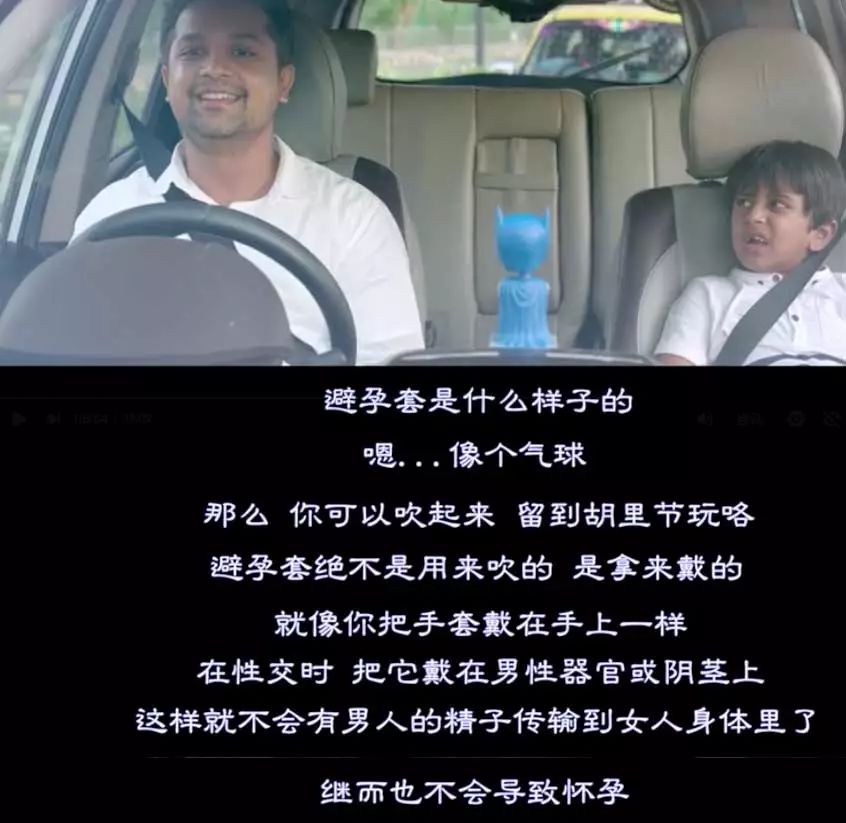 避孕套是什么样子的
嗯...像个气球
那么 你可以吹起来 留到胡里节玩咯
避孕套绝不是用来吹的 是拿来戴的
就像你把手套戴在手上一样
在性交时 把它戴在男性器官或阴茎上
这样就不会有男人的精子传输到女人身体里了
继而也不会导致怀孕